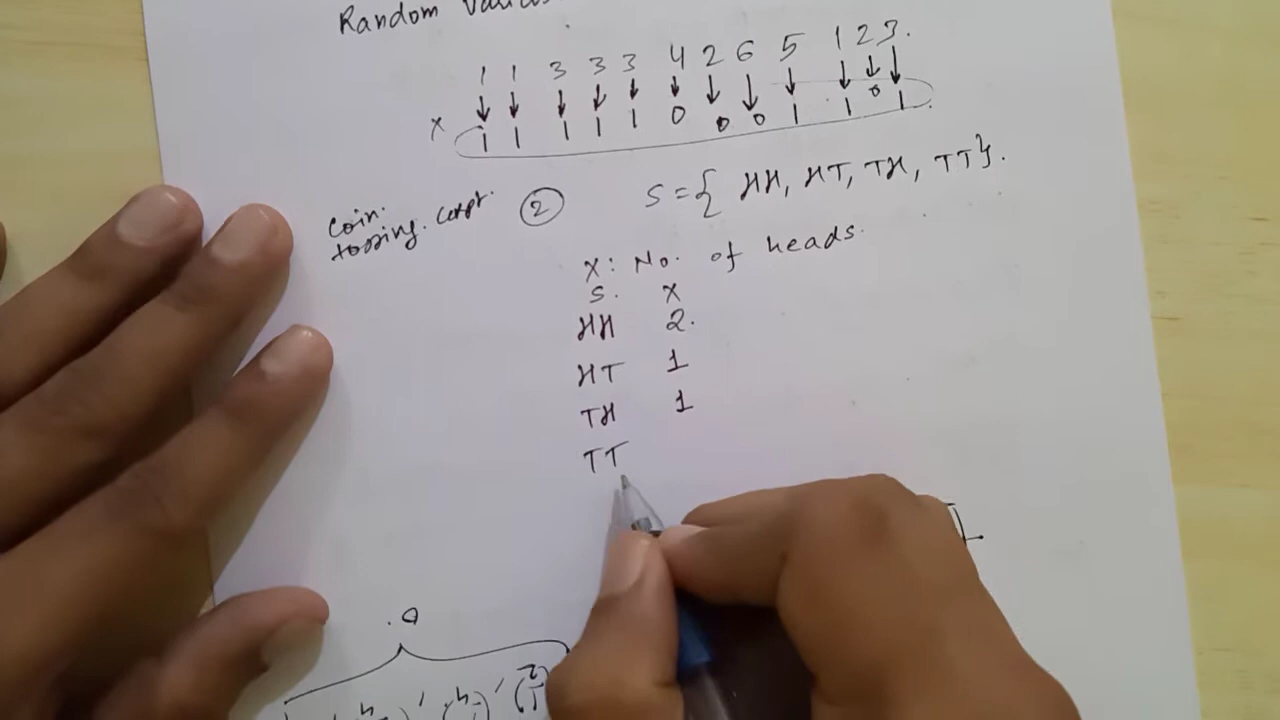 Random
1 1 3 3 3 4 2 6 5 1 2 3.
↓ ↓ ↓ ↓ ↓ ↓ ↓ ↓ ↓ ↓ ↓ ↓
X 1 1 1 1 1 0 0 0 1 1 0 1
coin. ② S = { HH, HT, TH, TT}.
tossing.
X: No. of heads.
S. X
HH 2.
HT 1
TH 1
TT